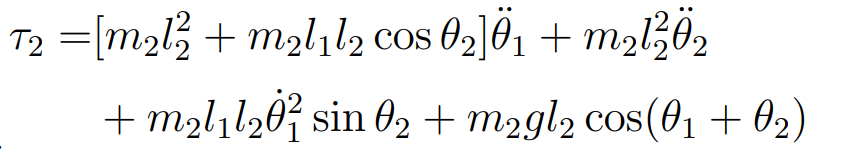 τ₂ =[m₂l₂² + m₂l₁l₂ cos θ₂]θ̈₁ + m₂l₂²θ̈₂
+ m₂l₁l₂θ̇₁² sin θ₂ + m₂gl₂ cos(θ₁ + θ₂)